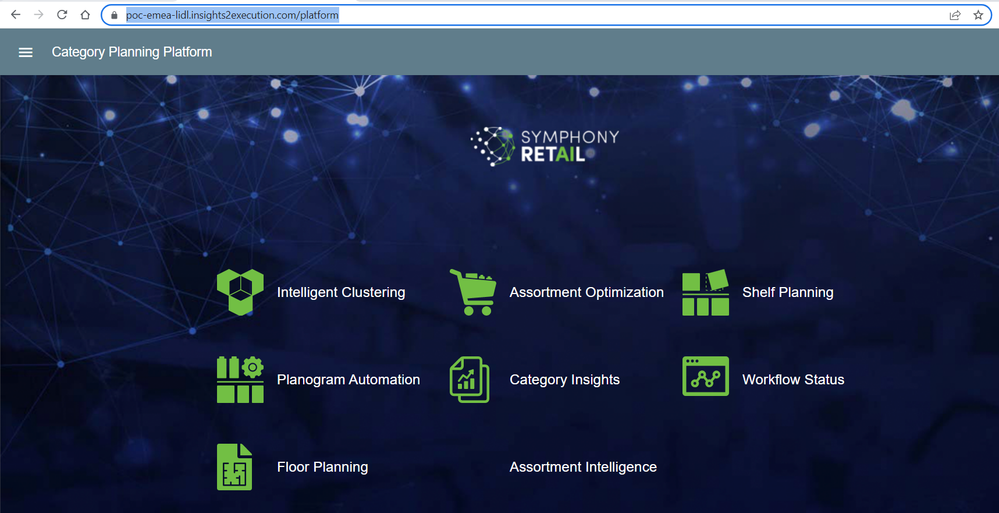 poc-emea-lidl.insights2execution.com/platform
Category Planning Platform
SYMPHONY
RETAIL
Intelligent Clustering
Assortment Optimization
Shelf Planning
Planogram Automation
Category Insights
Workflow Status
Floor Planning
Assortment Intelligence